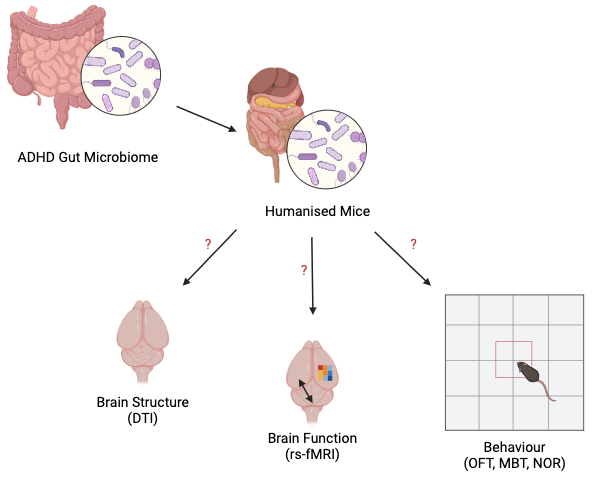 ADHD Gut Microbiome
Humanised Mice
?
?
?
Brain Structure
(DTI)
Brain Function
(rs-fMRI)
Behaviour
(OFT, MBT, NOR)